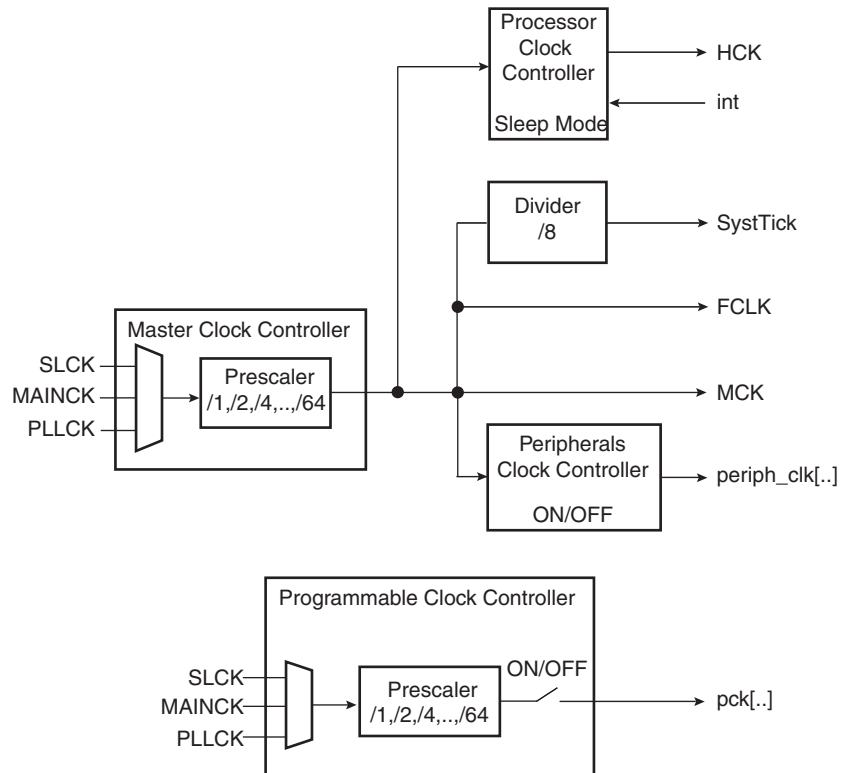 Processor
Clock
Controller
Sleep Mode
HCK
int
Divider
/8
SystTick
FCLK
Master Clock Controller
SLCK
MAINCK
PLLCK
Prescaler
/1,/2,/4,..,/64
MCK
Peripherals
Clock Controller
ON/OFF
periph_clk[..]
Programmable Clock Controller
SLCK
MAINCK
PLLCK
Prescaler
/1,/2,/4,..,/64
ON/OFF
pck[..]